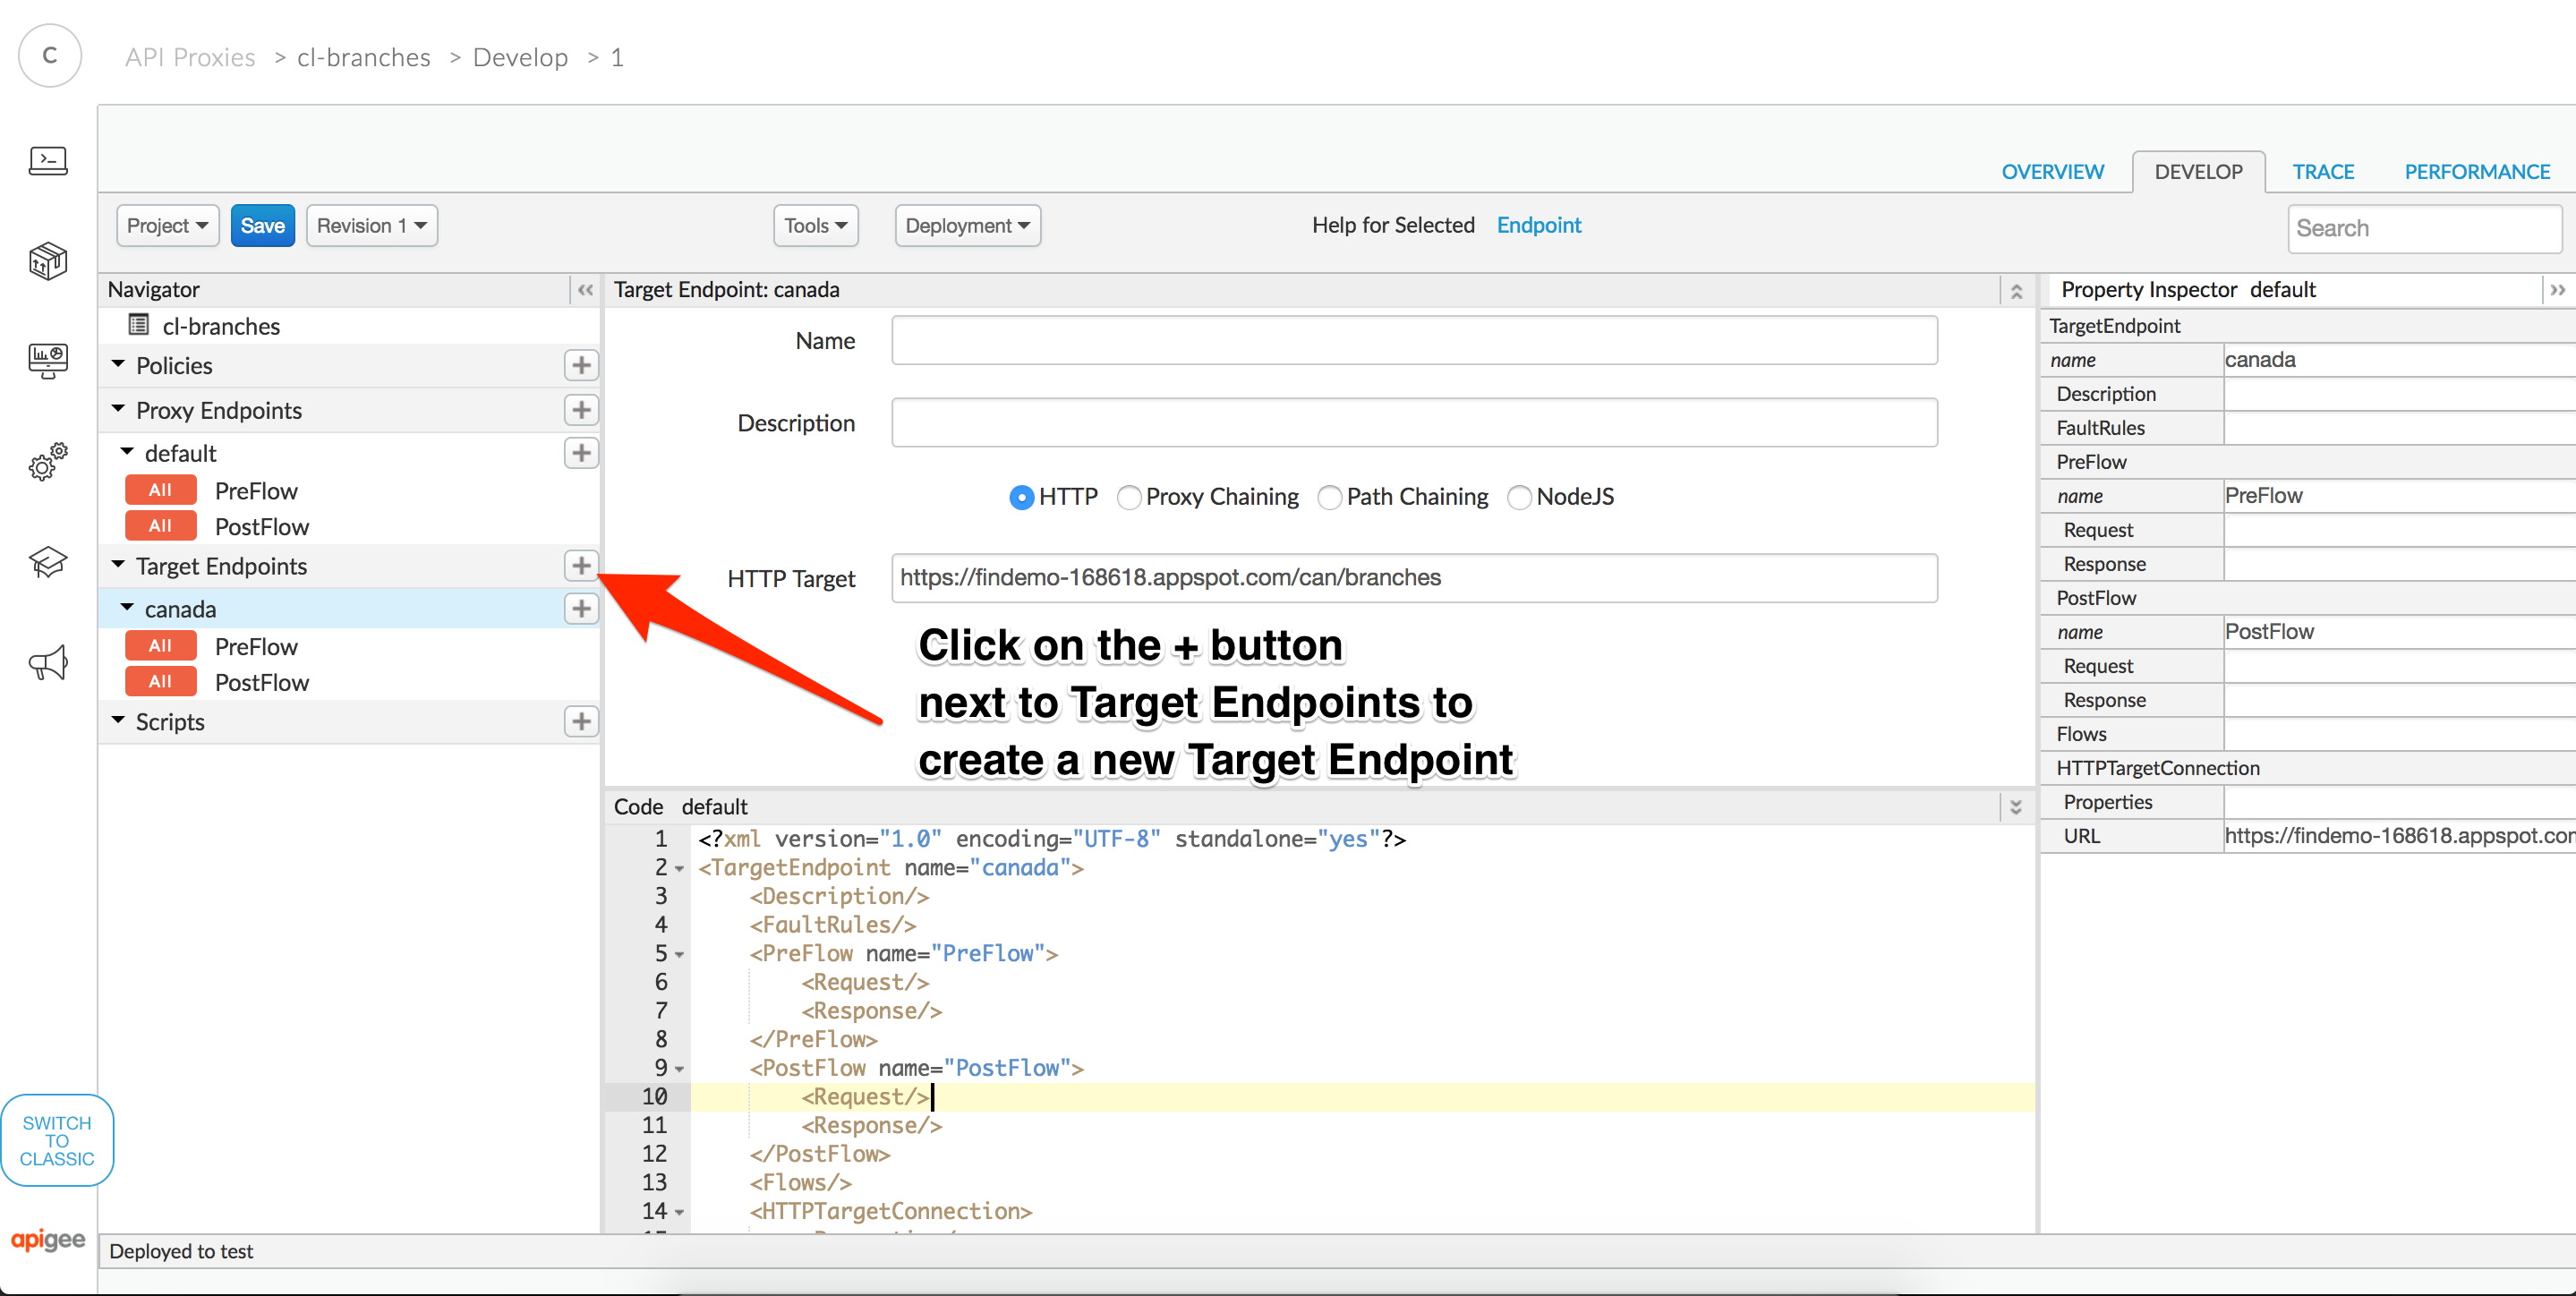 C
API Proxies > cl-branches > Develop > 1
OVERVIEW DEVELOP TRACE PERFORMANCE
Project Save Revision 1 Tools Deployment Help for Selected Endpoint Search
Navigator
cl-branches
Policies
Proxy Endpoints
default
All PreFlow
All PostFlow
Target Endpoints
canada
All PreFlow
All PostFlow
Scripts
Target Endpoint: canada
Name
Description
HTTP Proxy Chaining Path Chaining NodeJS
HTTP Target https://findemo-168618.appspot.com/can/branches
Click on the + button
next to Target Endpoints to
create a new Target Endpoint
Code default
1 <?xml version="1.0" encoding="UTF-8" standalone="yes"?>
2 <TargetEndpoint name="canada">
3 <Description/>
4 <FaultRules/>
5 <PreFlow name="PreFlow">
6 <Request/>
7 <Response/>
8 </PreFlow>
9 <PostFlow name="PostFlow">
10 <Request/>
11 <Response/>
12 </PostFlow>
13 <Flows/>
14 <HTTPTargetConnection>
Property Inspector default
TargetEndpoint
name canada
Description
FaultRules
PreFlow
name PreFlow
Request
Response
PostFlow
name PostFlow
Request
Response
Flows
HTTPTargetConnection
Properties
URL https://findemo-168618.appspot.com
SWITCH
TO
CLASSIC
apigee
Deployed to test